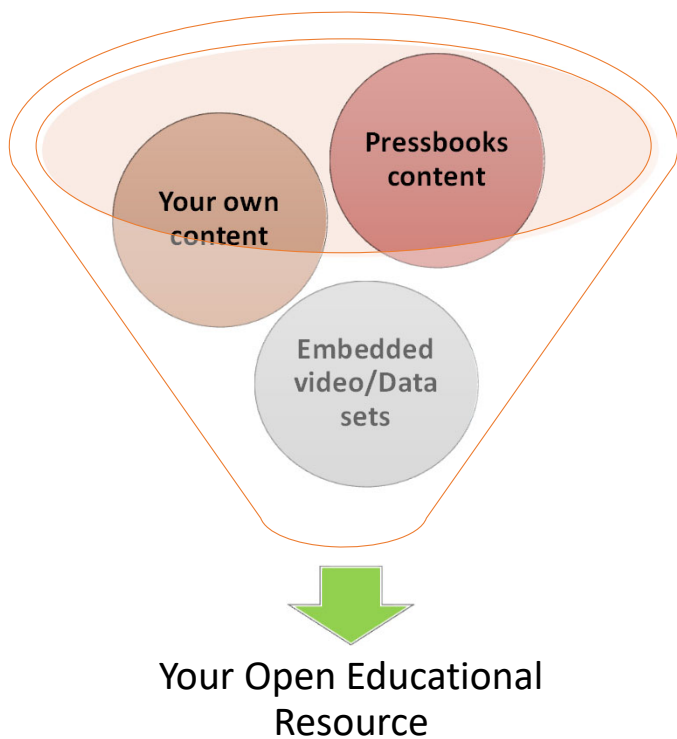 Pressbooks
content
Your own
content
Embedded
video/Data
sets
Your Open Educational
Resource